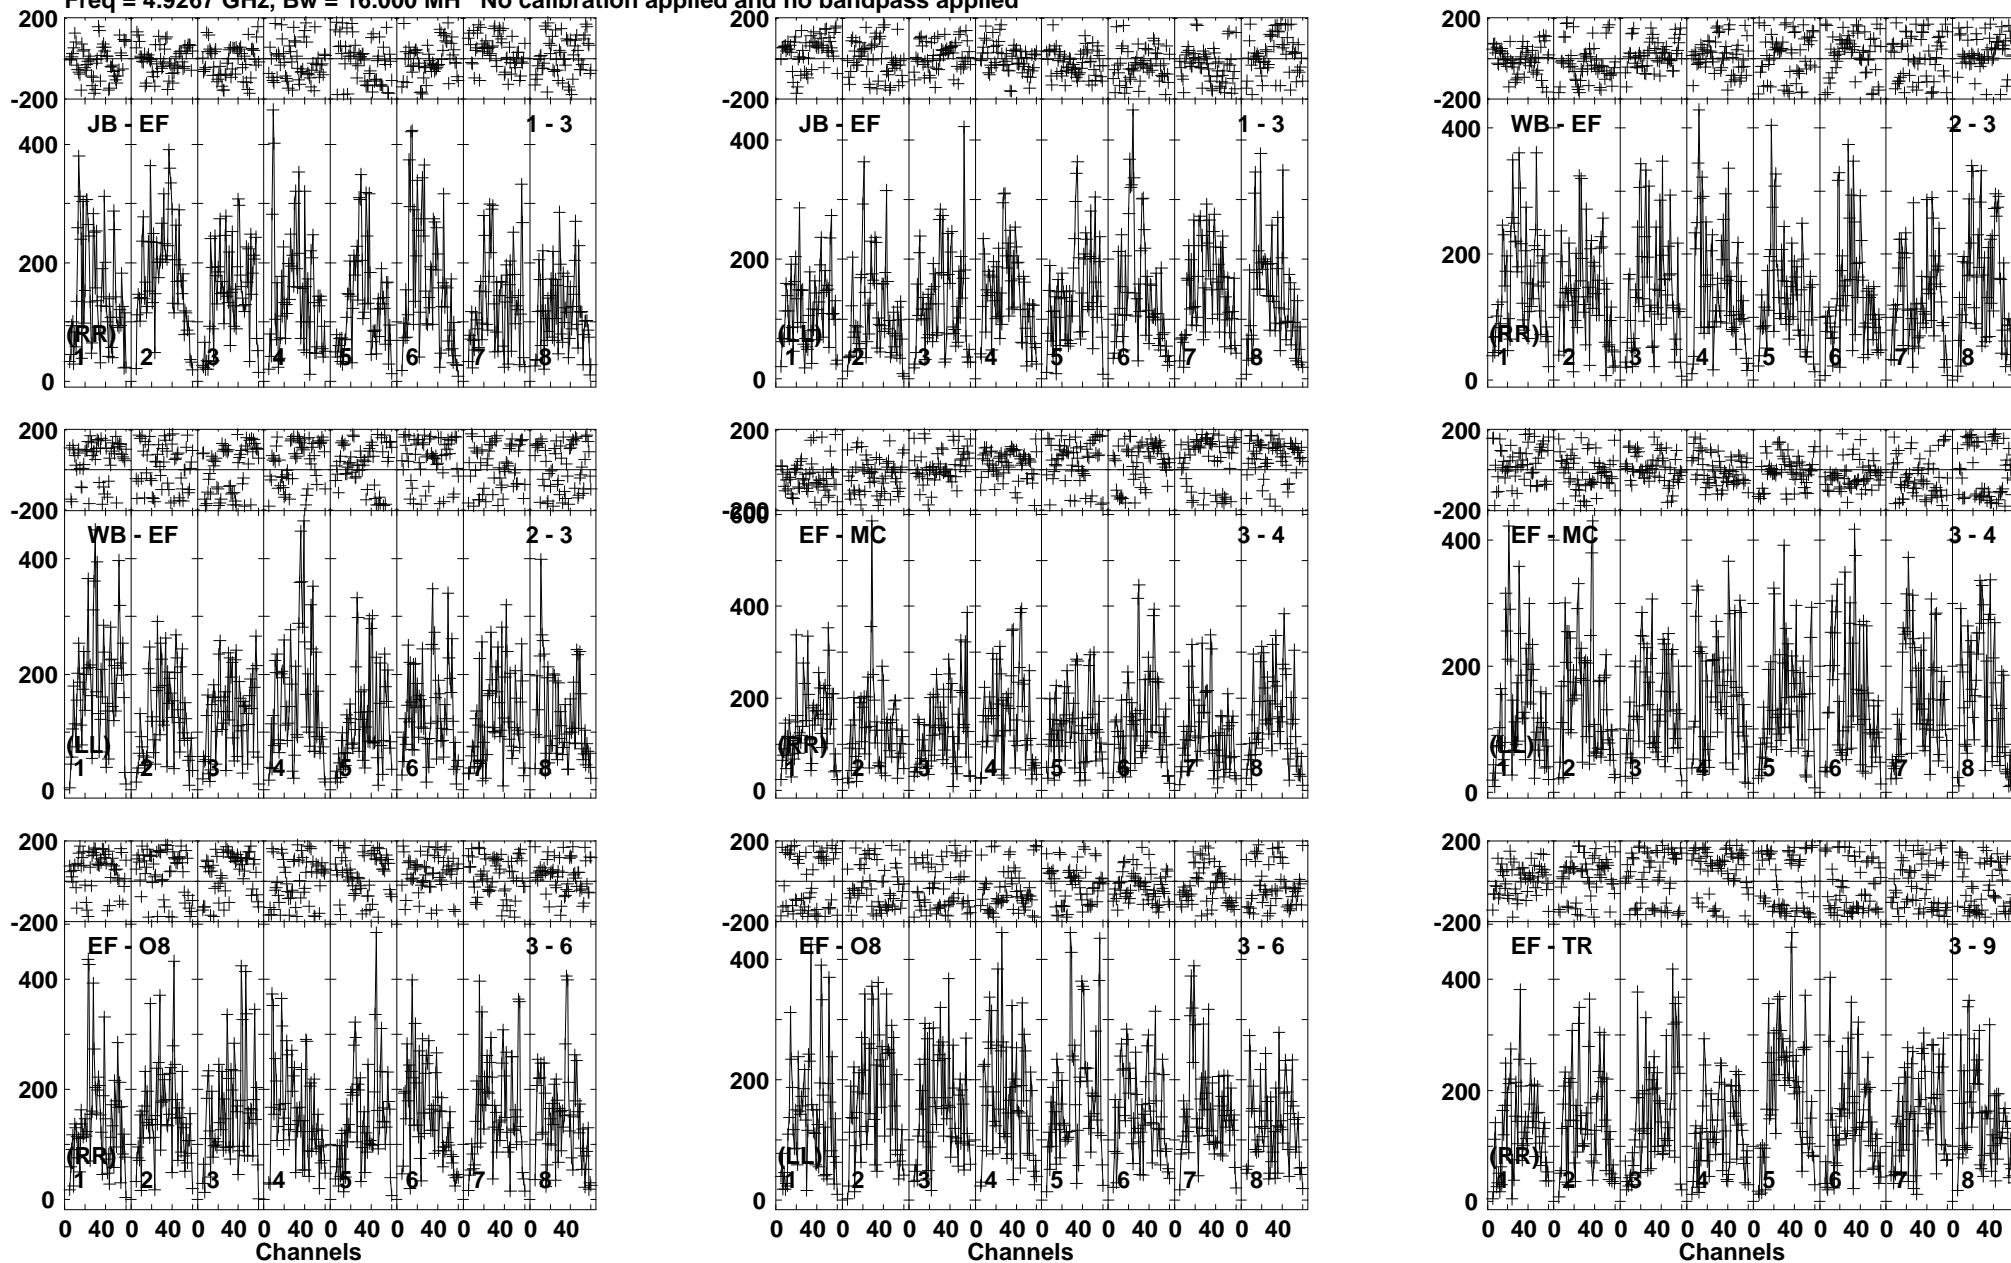 Freq = 4.9267 GHz, Bw = 16.000 MH No calibration applied and no bandpass applied
200 200 200
-200 -200 -200
JB - EF 1 - 3 JB - EF 1 - 3 WB - EF 2 - 3
400 400 400
200 200 200
(RR) (LL) (RR)
1 2 3 4 5 6 7 8 1 2 3 4 5 6 7 8 1 2 3 4 5 6 7 8
0 0 0
200 200 200
-200 -200 -200
600
WB - EF 2 - 3 EF - MC 3 - 4 EF - MC 3 - 4
400 400 400
200 200 200
(LL) (RR) (LL)
1 2 3 4 5 6 7 8 1 2 3 4 5 6 7 8 1 2 3 4 5 6 7 8
0 0 0
200 200 200
-200 -200 -200
EF - O8 3 - 6 EF - O8 3 - 6 EF - TR 3 - 9
400 400 400
200 200 200
(RR) (LL) (RR)
1 2 3 4 5 6 7 8 1 2 3 4 5 6 7 8 1 2 3 4 5 6 7 8
0 0 0
0 40 0 40 0 40 0 40 0 40 0 40 0 40 0 40 0 40 0 40 0 40 0 40 0 40 0 40 0 40 0 40 0 40 0 40 0 40 0 40 0 40 0 40 0 40 0 40
Channels Channels Channels